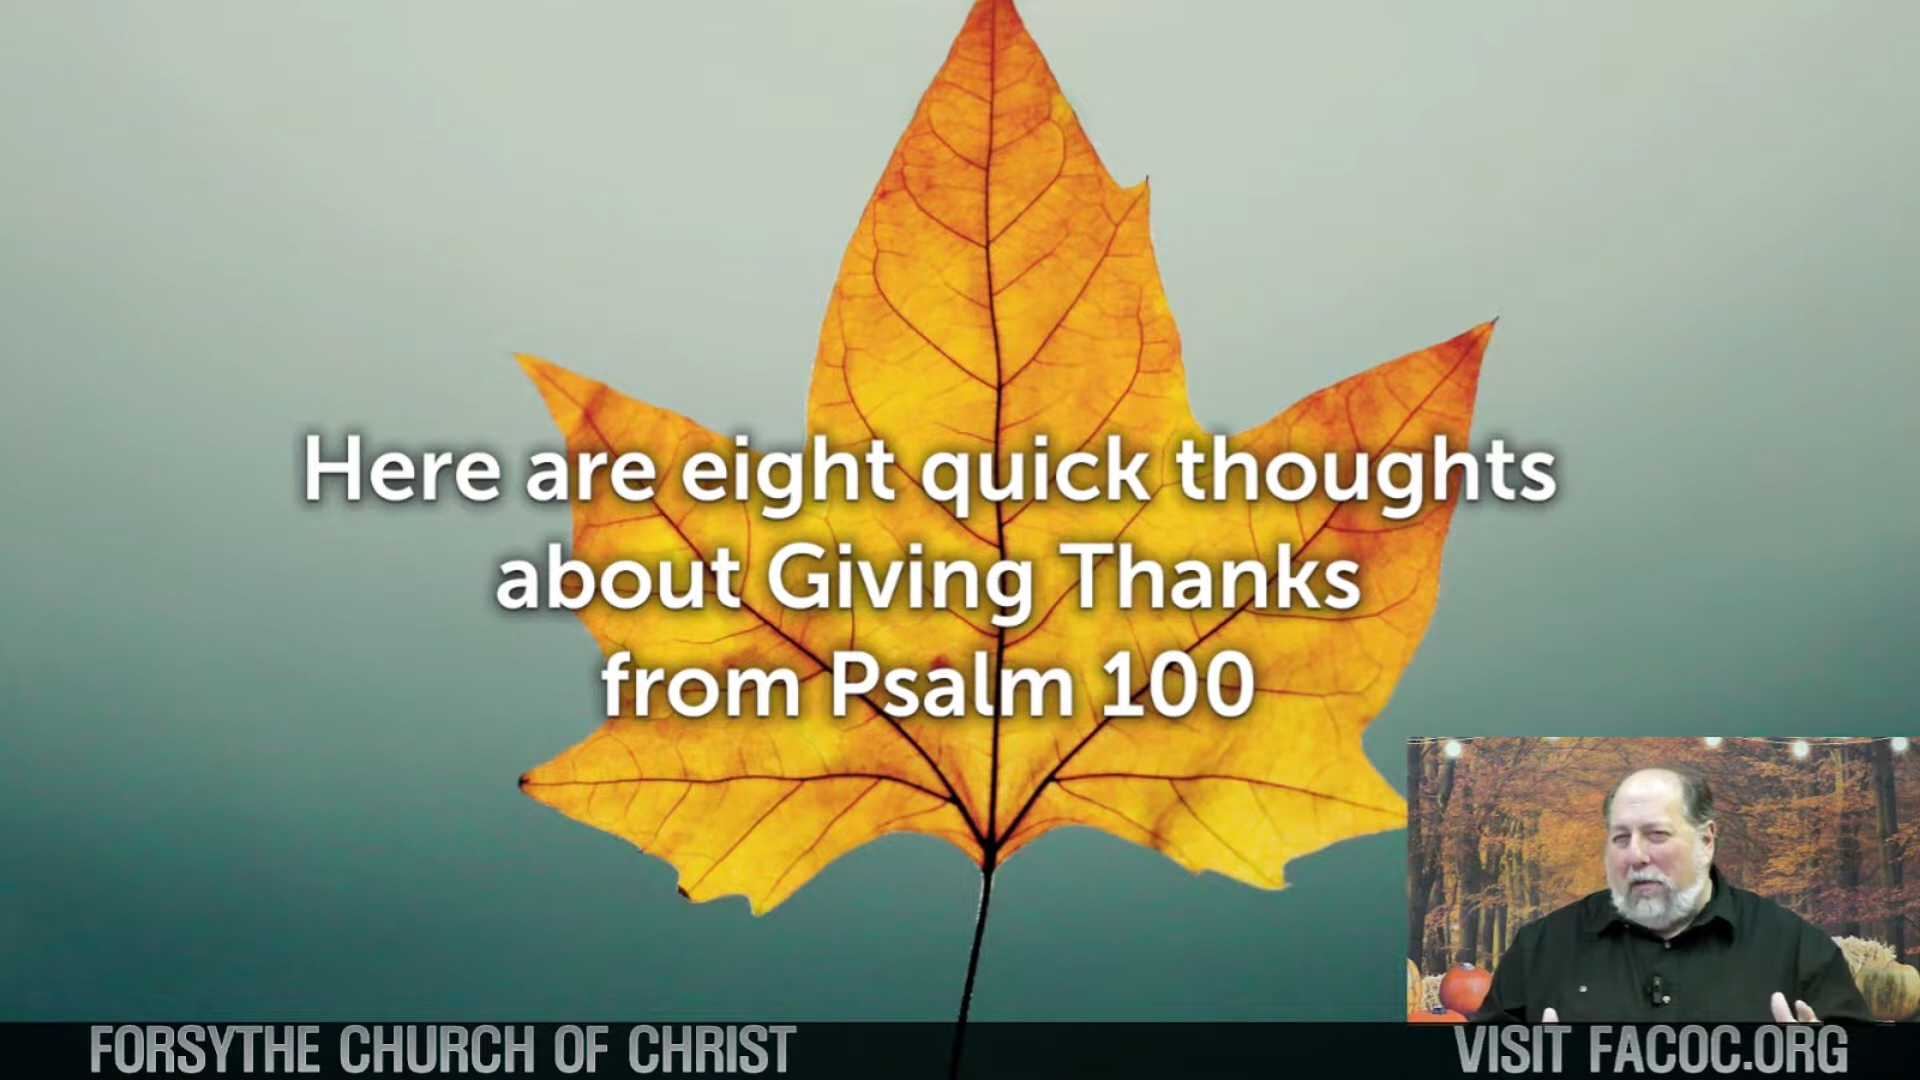 Here are eight quick thoughts
about Giving Thanks
from Psalm 100
FORSYTHE CHURCH OF CHRIST
VISIT FACOC.ORG